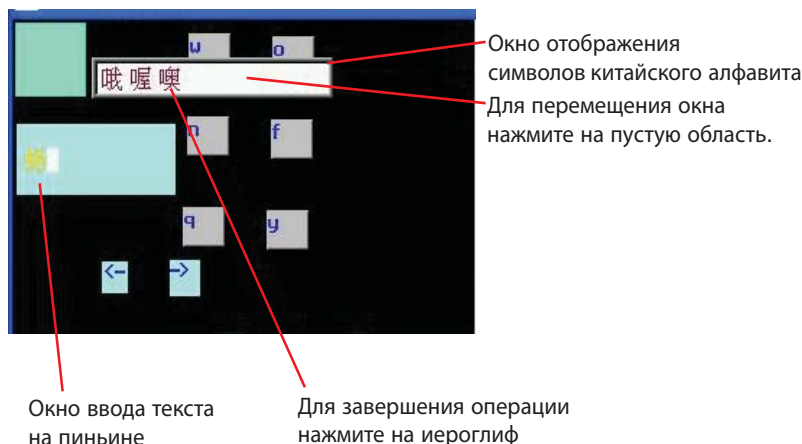 w o
哦 喔 噢
n f
q y
<- ->
Окно отображения
символов китайского алфавита
Для перемещения окна
нажмите на пустую область.
Окно ввода текста
на пиньине
Для завершения операции
нажмите на иероглиф